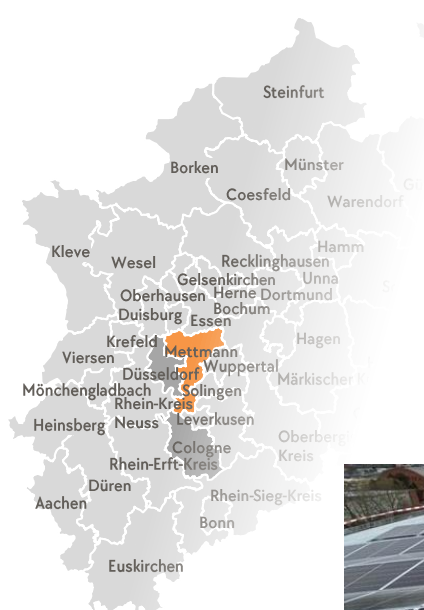 Steinfurt
Münster
Borken
Coesfeld
Warendorf
Hamm
Kleve
Wesel
Recklinghausen
Gelsenkirchen
Unna
Oberhausen
Herne
Dortmund
Duisburg
Bochum
Essen
Krefeld
Hagen
Viersen
Mettmann
Düsseldorf
Wuppertal
Märkischer K
Mönchengladbach
Solingen
Rhein-Kreis
Neuss
Leverkusen
Heinsberg
Oberbergi
Kreis
Cologne
Rhein-Erft-Kreis
Düren
Rhein-Sieg-Kreis
Aachen
Bonn
Euskirchen